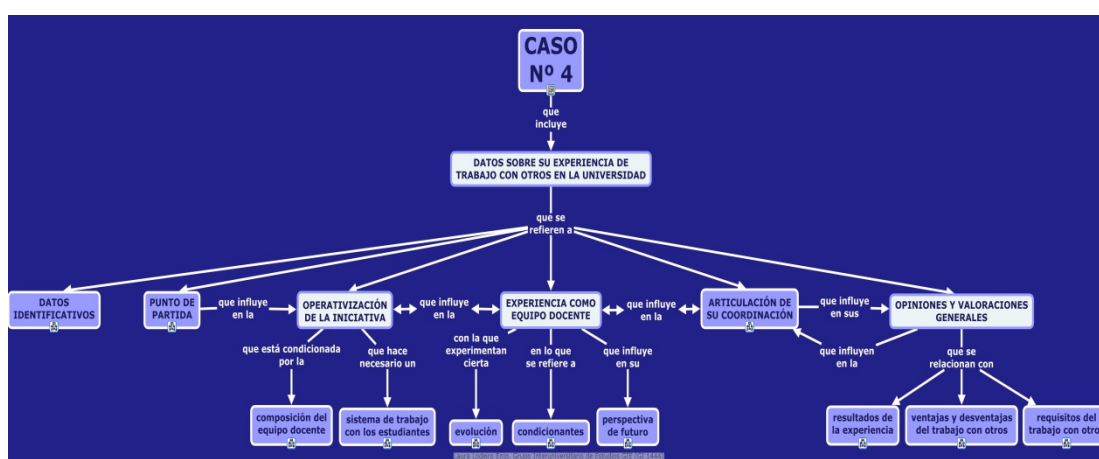 CASO
Nº 4
que
incluye
DATOS SOBRE SU EXPERIENCIA DE
TRABAJO CON OTROS EN LA UNIVERSIDAD
que se
refieren a
DATOS
IDENTIFICATIVOS
PUNTO DE
PARTIDA
que influye
en la
OPERATIVIZACIÓN
DE LA INICIATIVA
que influye
en la
EXPERIENCIA COMO
EQUIPO DOCENTE
que influye
en la
ARTICULACIÓN DE
SU COORDINACIÓN
que influye
en sus
OPINIONES Y VALORACIONES
GENERALES
que está condicionada
por la
que hace
necesario un
con la que
experimentan
cierta
en lo que
se refiere a
que influye
en su
que influyen
en la
que se
relacionan con
composición del
equipo docente
sistema de trabajo
con los estudiantes
evolución
condicionantes
perspectiva
de futuro
resultados de
la experiencia
ventajas y desventajas
del trabajo con otros
requisitos del
trabajo con otro